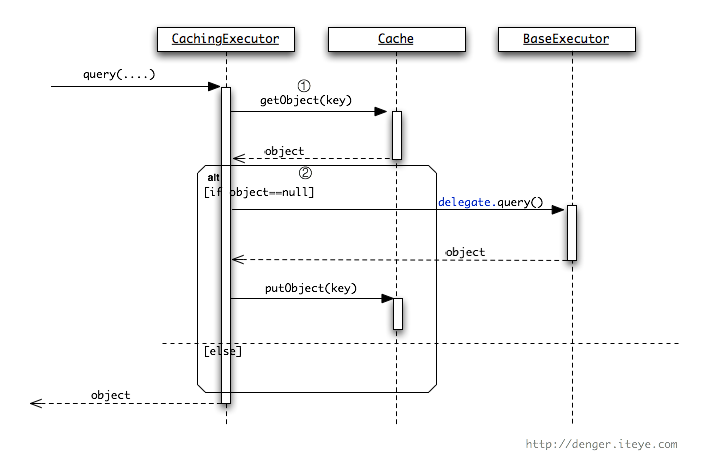 CachingExecutor
Cache
BaseExecutor
query(....)
①
getObject(key)
object
alt
②
[if object==null]
delegate.query()
object
putObject(key)
[else]
object
http://denger.iteye.com